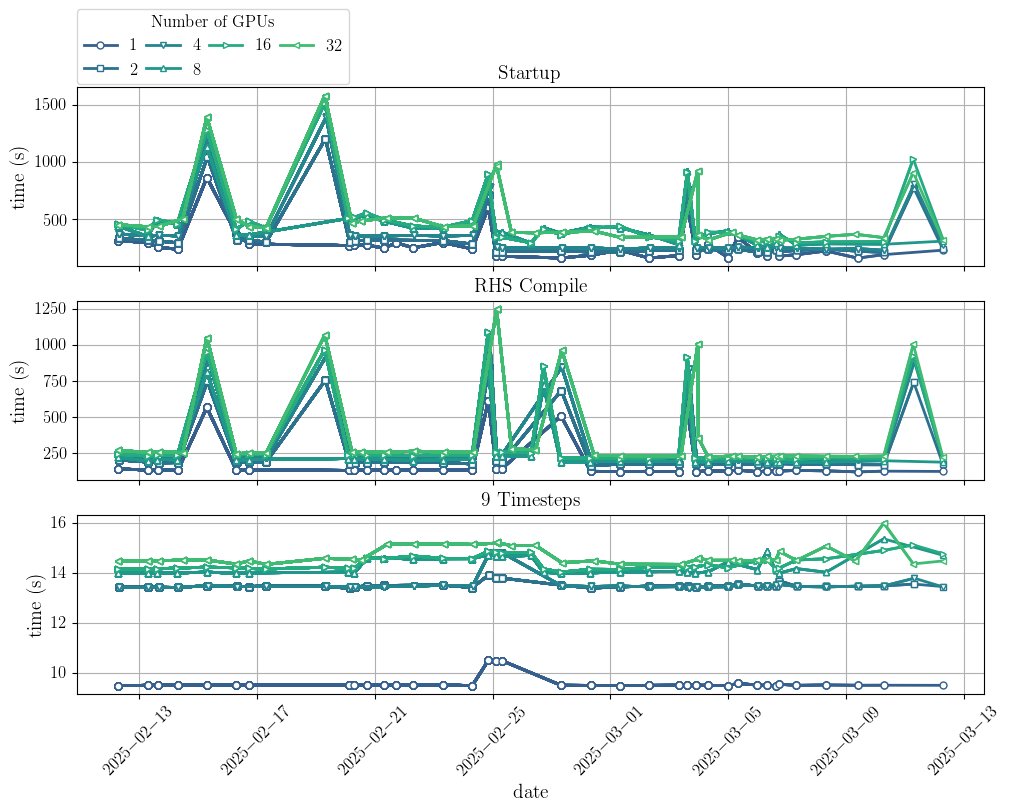 Number of GPUs
1 4 16 32
2 8
Startup
1500
1000
500
time (s)
RHS Compile
1250
1000
750
500
250
time (s)
9 Timesteps
16
14
12
10
time (s)
2025−02−13 2025−02−17 2025−02−21 2025−02−25 2025−03−01 2025−03−05 2025−03−09 2025−03−13
date